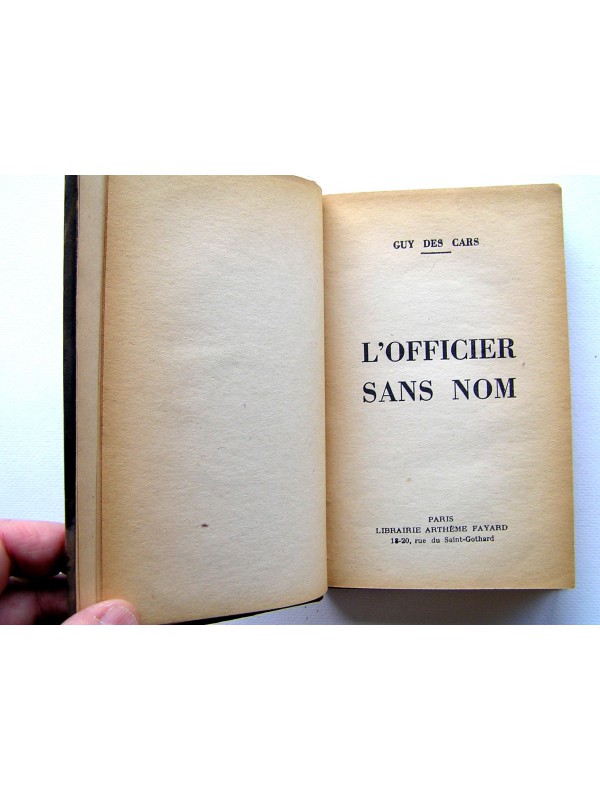 GUY DES CARS
L'OFFICIER
SANS NOM
PARIS
LIBRAIRIE ARTHÈME FAYARD
18-20, rue du Saint-Gothard